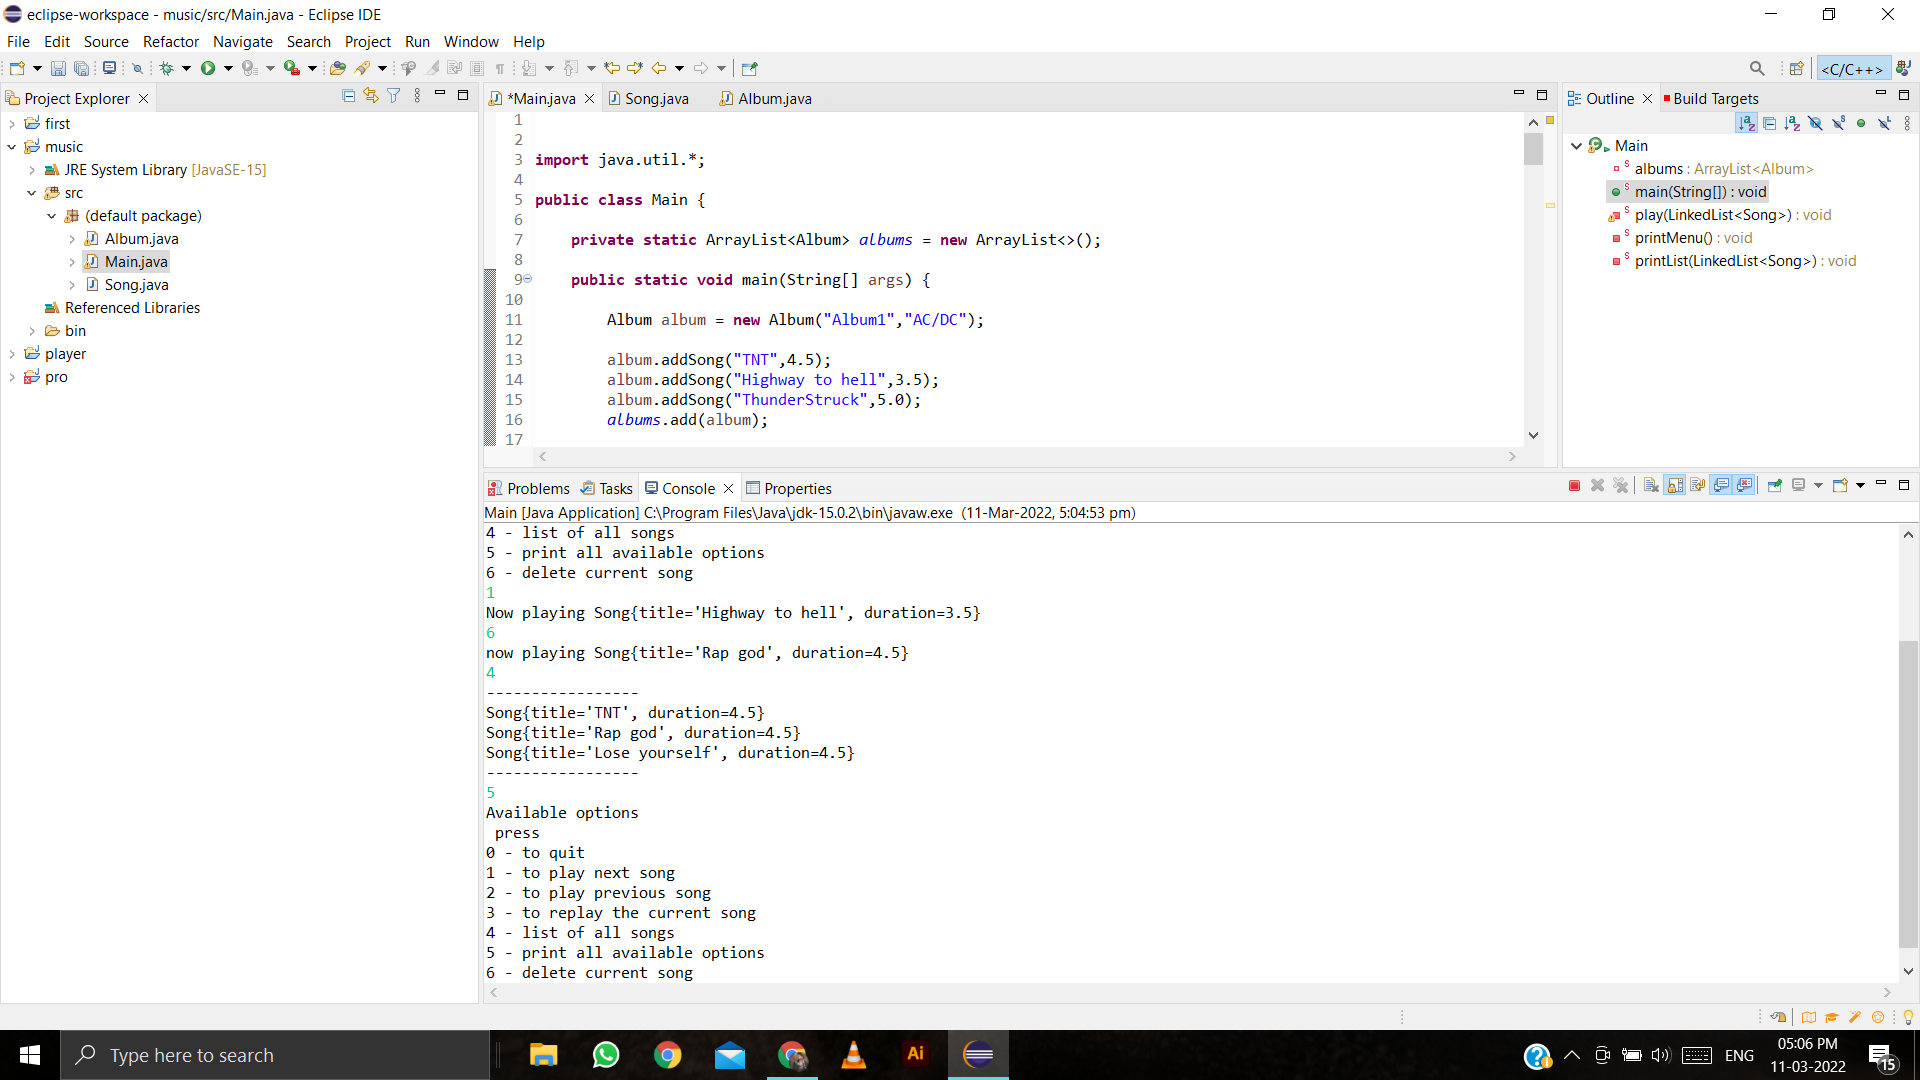 eclipse-workspace - music/src/Main.java - Eclipse IDE
File Edit Source Refactor Navigate Search Project Run Window Help
<C/C++>
Project Explorer
first
music
JRE System Library [JavaSE-15]
src
(default package)
Album.java
Main.java
Song.java
Referenced Libraries
bin
player
pro
*Main.java Song.java Album.java
1
2
3 import java.util.*;
4
5 public class Main {
6
7 private static ArrayList<Album> albums = new ArrayList<>();
8
9 public static void main(String[] args) {
10
11 Album album = new Album("Album1","AC/DC");
12
13 album.addSong("TNT",4.5);
14 album.addSong("Highway to hell",3.5);
15 album.addSong("ThunderStruck",5.0);
16 albums.add(album);
17
Outline Build Targets
Main
albums : ArrayList<Album>
main(String[]) : void
play(LinkedList<Song>) : void
printMenu() : void
printList(LinkedList<Song>) : void
Problems Tasks Console Properties
Main [Java Application] C:\Program Files\Java\jdk-15.0.2\bin\javaw.exe (11-Mar-2022, 5:04:53 pm)
4 - list of all songs
5 - print all available options
6 - delete current song
1
Now playing Song{title='Highway to hell', duration=3.5}
6
now playing Song{title='Rap god', duration=4.5}
4
-----------------
Song{title='TNT', duration=4.5}
Song{title='Rap god', duration=4.5}
Song{title='Lose yourself', duration=4.5}
-----------------
5
Available options
press
0 - to quit
1 - to play next song
2 - to play previous song
3 - to replay the current song
4 - list of all songs
5 - print all available options
6 - delete current song
Type here to search
Ai
ENG
05:06 PM
11-03-2022
15